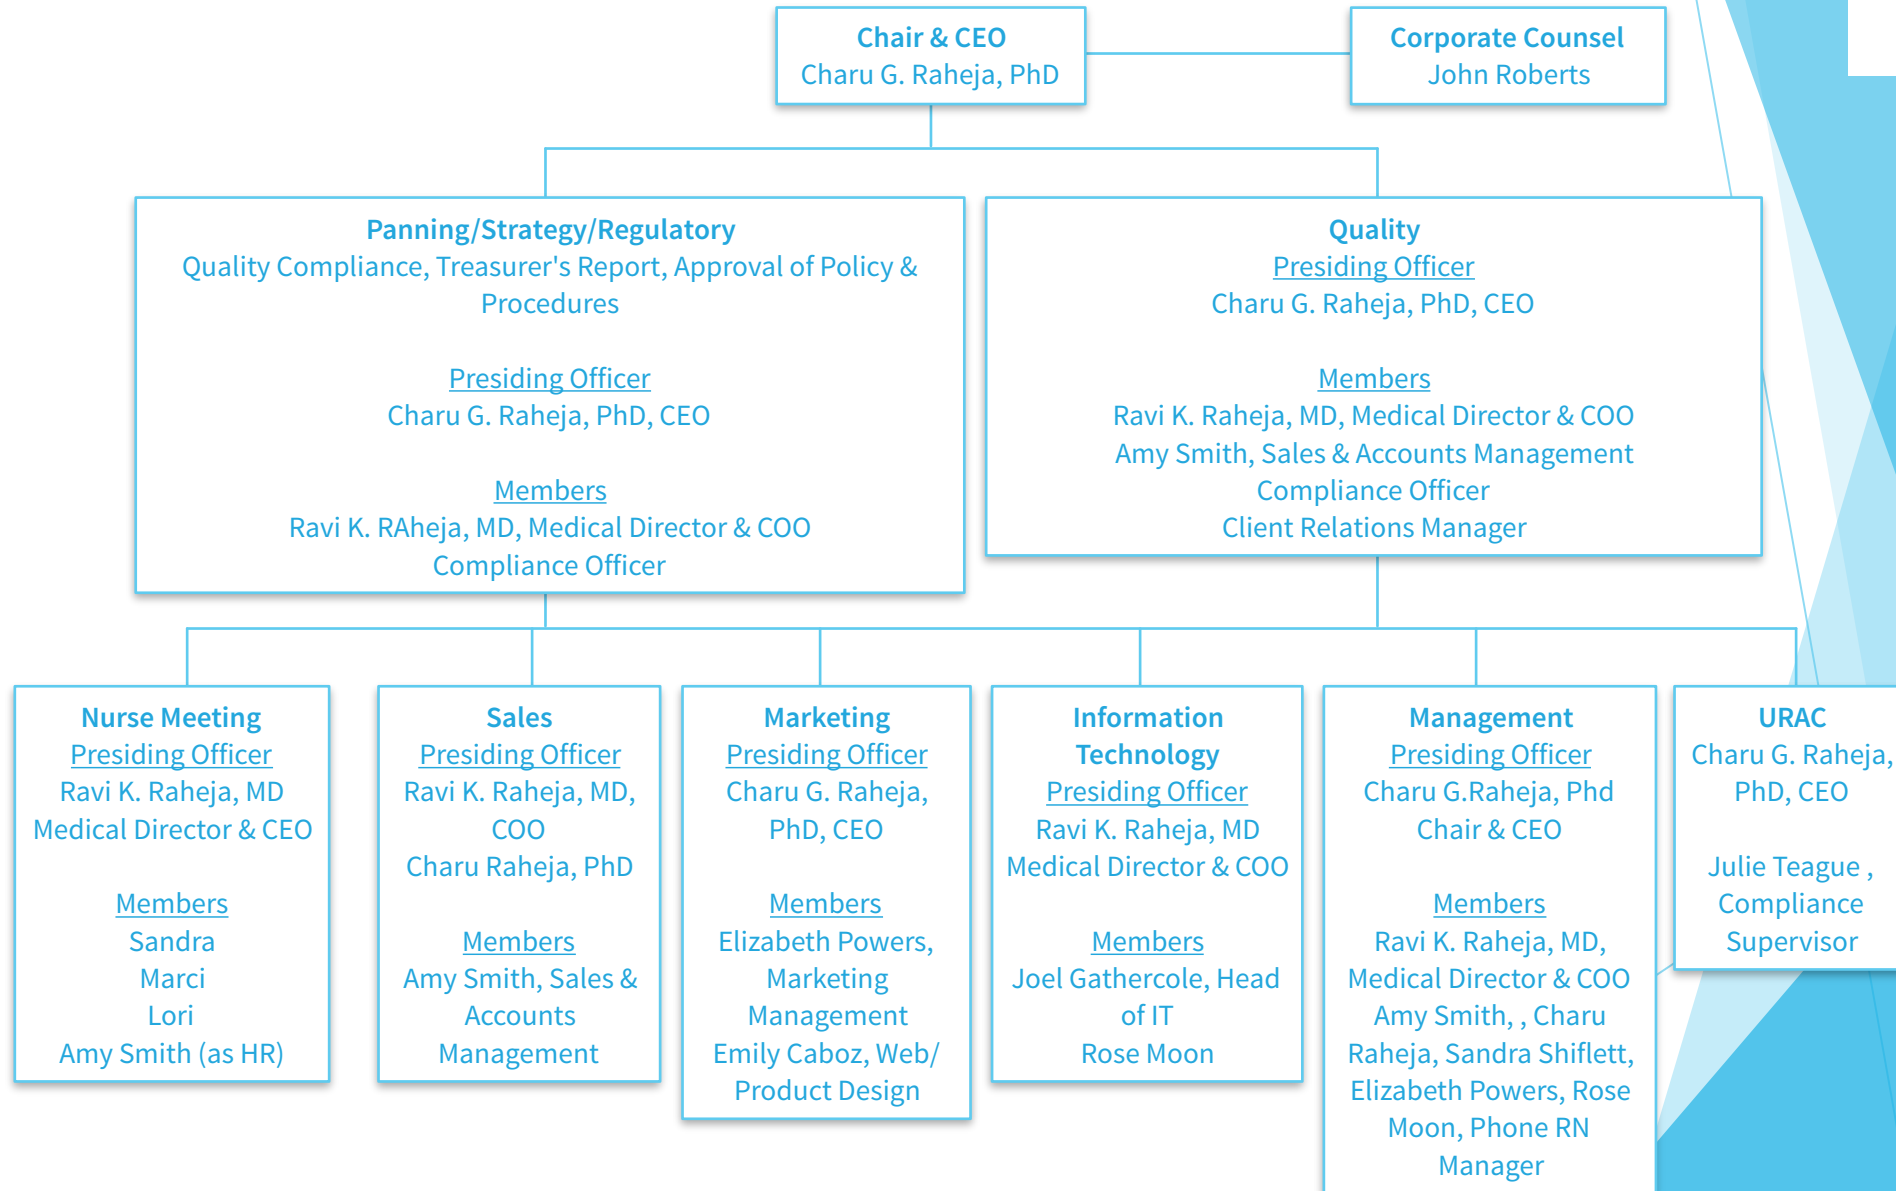 Chair & CEO
Charu G. Raheja, PhD
Corporate Counsel
John Roberts
Panning/Strategy/Regulatory
Quality Compliance, Treasurer's Report, Approval of Policy &
Procedures
Presiding Officer
Charu G. Raheja, PhD, CEO
Members
Ravi K. RAheja, MD, Medical Director & COO
Compliance Officer
Quality
Presiding Officer
Charu G. Raheja, PhD, CEO
Members
Ravi K. Raheja, MD, Medical Director & COO
Amy Smith, Sales & Accounts Management
Compliance Officer
Client Relations Manager
Nurse Meeting
Presiding Officer
Ravi K. Raheja, MD
Medical Director & CEO
Members
Sandra
Marci
Lori
Amy Smith (as HR)
Sales
Presiding Officer
Ravi K. Raheja, MD,
COO
Charu Raheja, PhD
Members
Amy Smith, Sales &
Accounts
Management
Marketing
Presiding Officer
Charu G. Raheja,
PhD, CEO
Members
Elizabeth Powers,
Marketing
Management
Emily Caboz, Web/
Product Design
Information
Technology
Presiding Officer
Ravi K. Raheja, MD
Medical Director & COO
Members
Joel Gathercole, Head
of IT
Rose Moon
Management
Presiding Officer
Charu G.Raheja, Phd
Chair & CEO
Members
Ravi K. Raheja, MD,
Medical Director & COO
Amy Smith, , Charu
Raheja, Sandra Shiflett,
Elizabeth Powers, Rose
Moon, Phone RN
Manager
URAC
Charu G. Raheja,
PhD, CEO
Julie Teague ,
Compliance
Supervisor